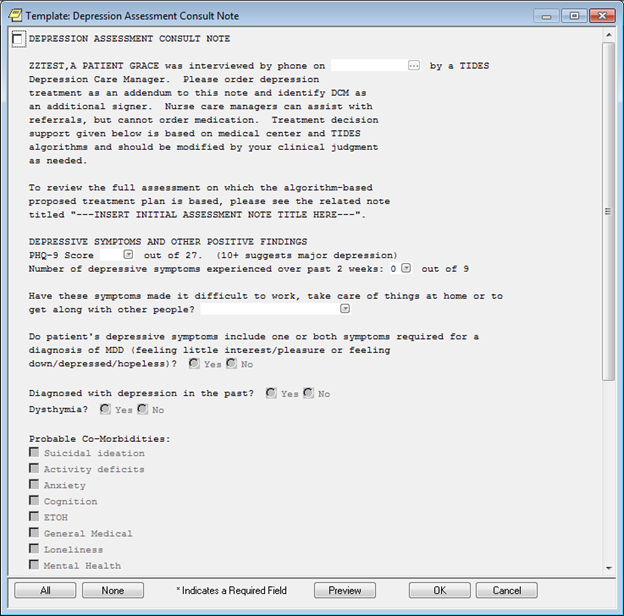 Template: Depression Assessment Consult Note
DEPRESSION ASSESSMENT CONSULT NOTE
ZZTEST,A PATIENT GRACE was interviewed by phone on ... by a TIDES
Depression Care Manager.  Please order depression
treatment as an addendum to this note and identify DCM as
an additional signer.  Nurse care managers can assist with
referrals, but cannot order medication.  Treatment decision
support given below is based on medical center and TIDES
algorithms and should be modified by your clinical judgment
as needed.
To review the full assessment on which the algorithm-based
proposed treatment plan is based, please see the related note
titled "---INSERT INITIAL ASSESSMENT NOTE TITLE HERE---".
DEPRESSIVE SYMPTOMS AND OTHER POSITIVE FINDINGS
PHQ-9 Score out of 27.  (10+ suggests major depression)
Number of depressive symptoms experienced over past 2 weeks: 0 out of 9
Have these symptoms made it difficult to work, take care of things at home or to
get along with other people?
Do patient's depressive symptoms include one or both symptoms required for a
diagnosis of MDD (feeling little interest/pleasure or feeling
down/depressed/hopeless)? Yes No
Diagnosed with depression in the past? Yes No
Dysthymia? Yes No
Probable Co-Morbidities:
Suicidal ideation
Activity deficits
Anxiety
Cognition
ETOH
General Medical
Loneliness
Mental Health
All None * Indicates a Required Field Preview OK Cancel